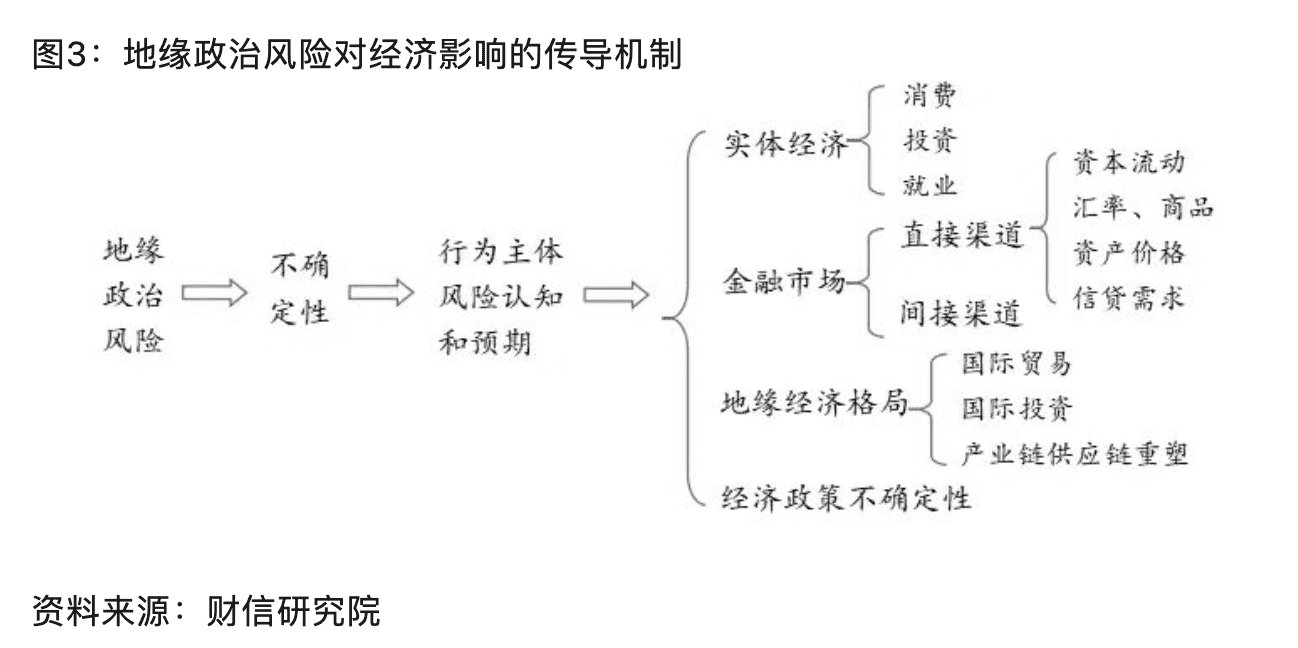 图3：地缘政治风险对经济影响的传导机制
地缘
政治
风险
不确
定性
行为主体
风险认知
和预期
实体经济
消费
投资
就业
金融市场
直接渠道
资本流动
汇率、商品
资产价格
信贷需求
间接渠道
地缘经济格局
国际贸易
国际投资
产业链供应链重塑
经济政策不确定性
资料来源：财信研究院